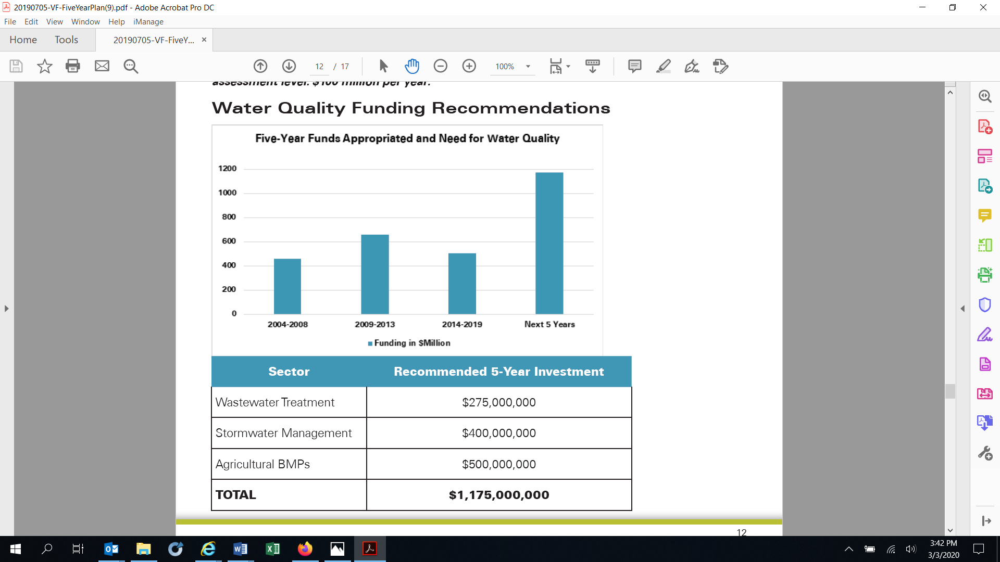 20190705-VF-FiveYearPlan(9).pdf - Adobe Acrobat Pro DC
File Edit View Window Help iManage
Home Tools 20190705-VF-FiveY... ×
12 / 17 100%
assessment level: $100 million per year.
Water Quality Funding Recommendations
Five-Year Funds Appropriated and Need for Water Quality
1200
1000
800
600
400
200
0
2004-2008 2009-2013 2014-2019 Next 5 Years
Funding in $Million
Sector Recommended 5-Year Investment
Wastewater Treatment $275,000,000
Stormwater Management $400,000,000
Agricultural BMPs $500,000,000
TOTAL $1,175,000,000
12
3:42 PM
3/3/2020